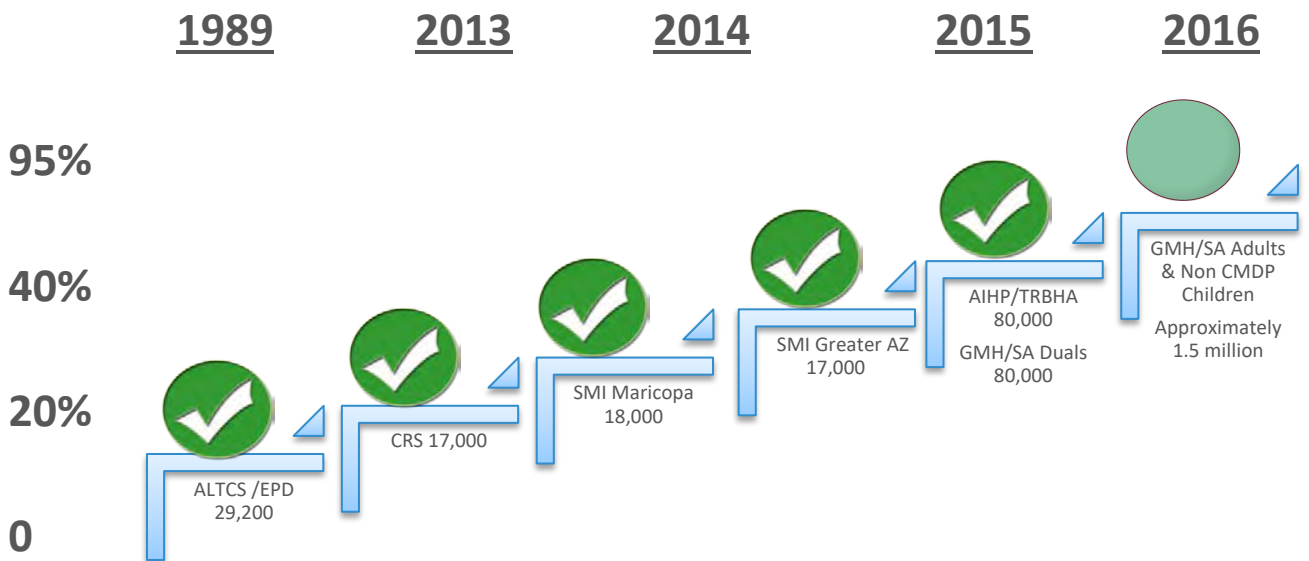 1989 2013 2014 2015 2016
95%
40%
20%
0
ALTCS /EPD
29,200
CRS 17,000
SMI Maricopa
18,000
SMI Greater AZ
17,000
AIHP/TRBHA
80,000
GMH/SA Duals
80,000
GMH/SA Adults
& Non CMDP
Children
Approximately
1.5 million